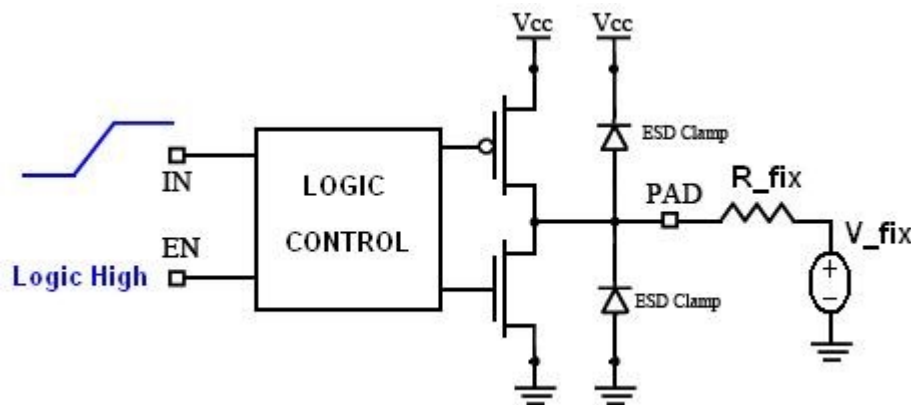 Vcc
Vcc
ESD Clamp
IN
LOGIC
CONTROL
PAD
R_fix
EN
V_fix
Logic High
ESD Clamp
+
−